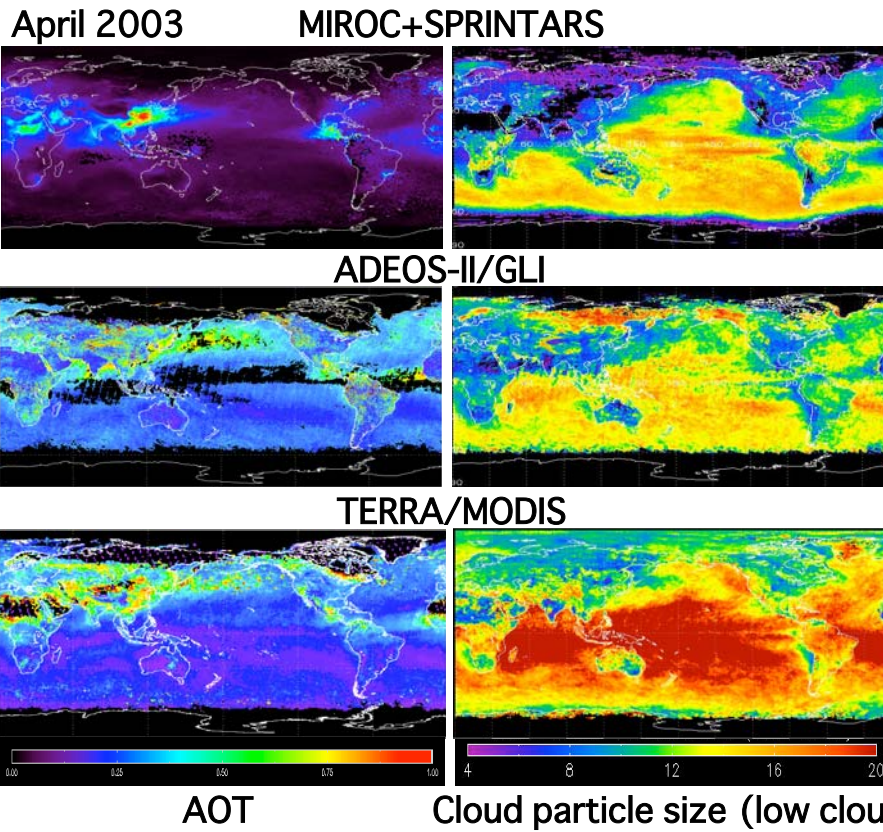 April 2003 MIROC+SPRINTARS
ADEOS-II/GLI
TERRA/MODIS
0.00 0.25 0.50 0.75 1.00
4 8 12 16 20
AOT Cloud particle size (low clou